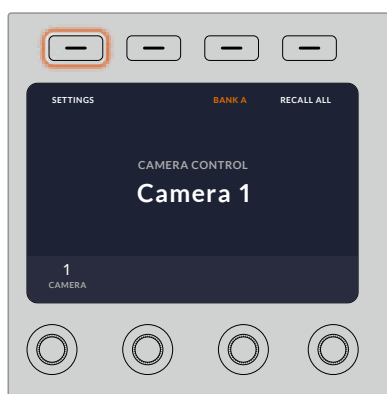 SETTINGS BANK A RECALL ALL
CAMERA CONTROL
Camera 1
1
CAMERA